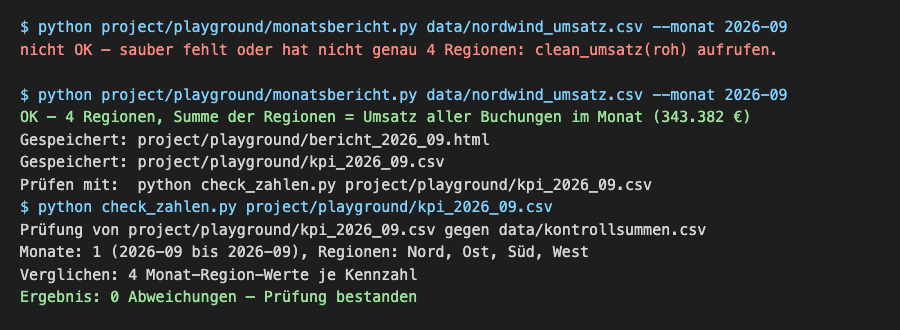 $ python project/playground/monatsbericht.py data/nordwind_umsatz.csv --monat 2026-09
nicht OK — sauber fehlt oder hat nicht genau 4 Regionen: clean_umsatz(roh) aufrufen.
$ python project/playground/monatsbericht.py data/nordwind_umsatz.csv --monat 2026-09
OK — 4 Regionen, Summe der Regionen = Umsatz aller Buchungen im Monat (343.382 €)
Gespeichert: project/playground/bericht_2026_09.html
Gespeichert: project/playground/kpi_2026_09.csv
Prüfen mit:  python check_zahlen.py project/playground/kpi_2026_09.csv
$ python check_zahlen.py project/playground/kpi_2026_09.csv
Prüfung von project/playground/kpi_2026_09.csv gegen data/kontrollsummen.csv
Monate: 1 (2026-09 bis 2026-09), Regionen: Nord, Ost, Süd, West
Verglichen: 4 Monat-Region-Werte je Kennzahl
Ergebnis: 0 Abweichungen — Prüfung bestanden